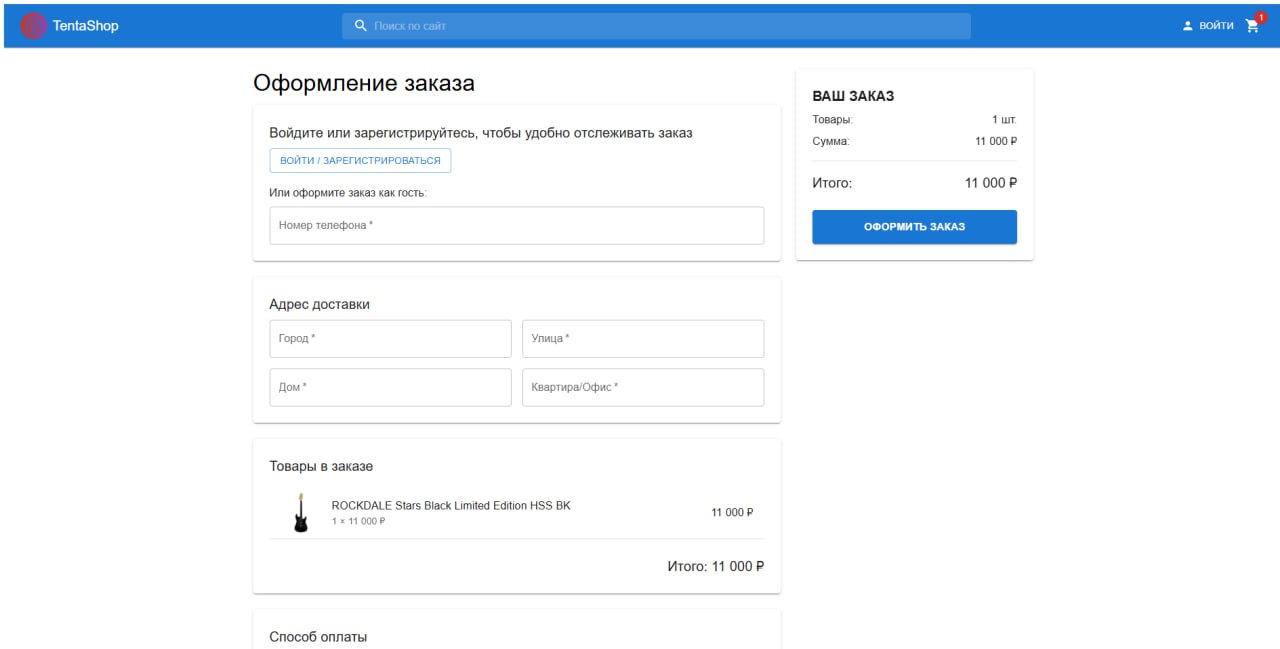 TentaShop
Поиск по сайт
ВОЙТИ
1
Оформление заказа
Войдите или зарегистрируйтесь, чтобы удобно отслеживать заказ
ВОЙТИ / ЗАРЕГИСТРИРОВАТЬСЯ
Или оформите заказ как гость:
Номер телефона *
Адрес доставки
Город *
Улица *
Дом *
Квартира/Офис *
Товары в заказе
ROCKDALE Stars Black Limited Edition HSS BK
1 × 11 000 ₽
11 000 ₽
Итого: 11 000 ₽
Способ оплаты
ВАШ ЗАКАЗ
Товары: 1 шт.
Сумма: 11 000 ₽
Итого: 11 000 ₽
ОФОРМИТЬ ЗАКАЗ